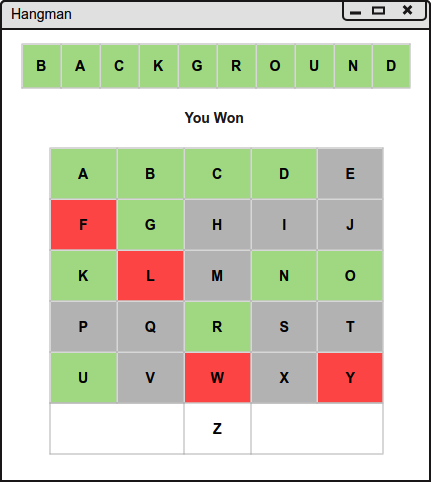 Hangman
B A C K G R O U N D
You Won
A B C D E
F G H I J
K L M N O
P Q R S T
U V W X Y
Z